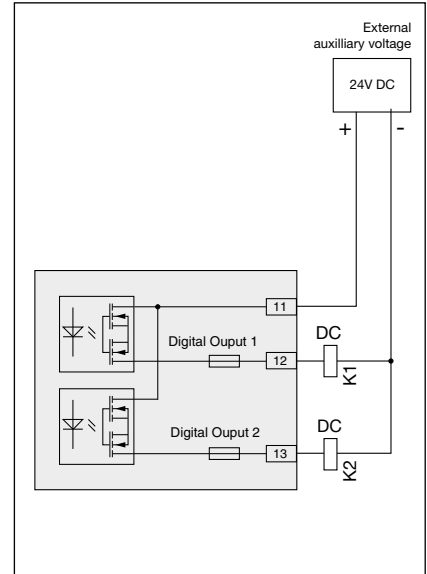 External
auxilliary voltage
24V DC
+ -
11
Digital Ouput 1
12
DC
K1
Digital Ouput 2
13
DC
K2